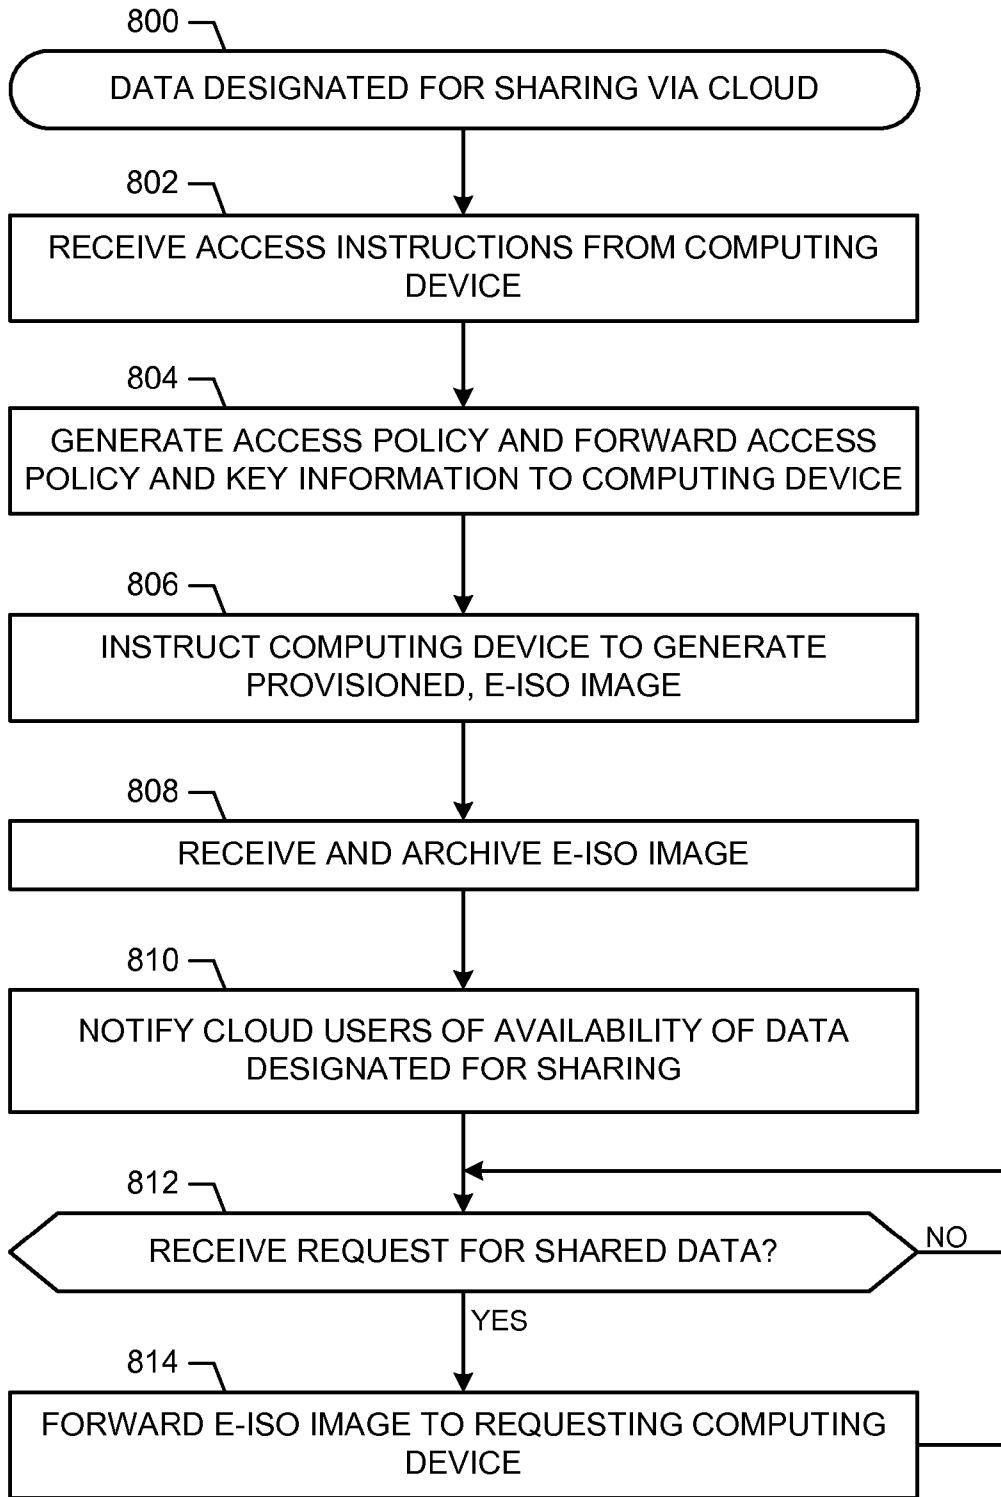 800
DATA DESIGNATED FOR SHARING VIA CLOUD
802
RECEIVE ACCESS INSTRUCTIONS FROM COMPUTING
DEVICE
804
GENERATE ACCESS POLICY AND FORWARD ACCESS
POLICY AND KEY INFORMATION TO COMPUTING DEVICE
806
INSTRUCT COMPUTING DEVICE TO GENERATE
PROVISIONED, E-ISO IMAGE
808
RECEIVE AND ARCHIVE E-ISO IMAGE
810
NOTIFY CLOUD USERS OF AVAILABILITY OF DATA
DESIGNATED FOR SHARING
812
RECEIVE REQUEST FOR SHARED DATA?
NO
YES
814
FORWARD E-ISO IMAGE TO REQUESTING COMPUTING
DEVICE